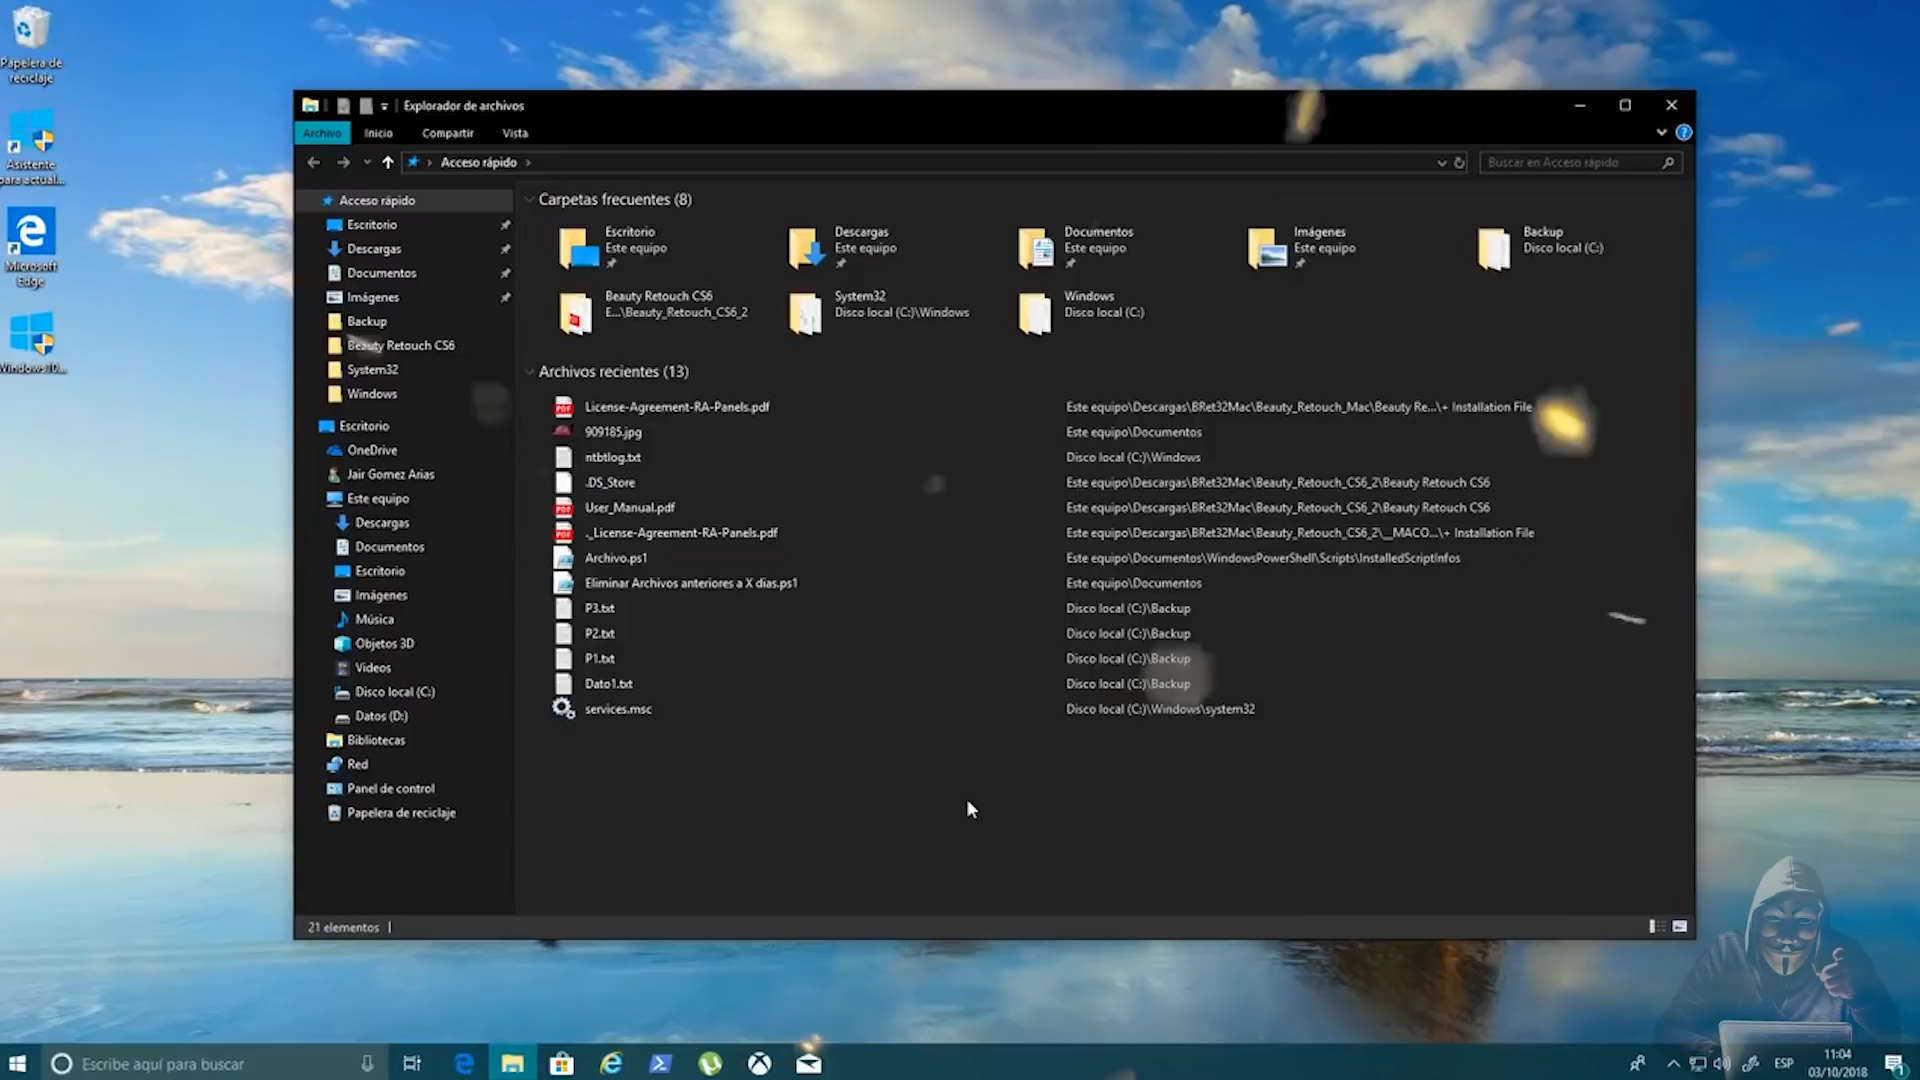 Papelera de
reciclaje
Asistente
para actual...
Microsoft
Edge
Windows10...
Explorador de archivos
Archivo
Inicio
Compartir
Vista
Acceso rápido
Buscar en Acceso rápido
Acceso rápido
Escritorio
Descargas
Documentos
Imágenes
Backup
Beauty Retouch CS6
System32
Windows
Escritorio
OneDrive
Jair Gomez Arias
Este equipo
Descargas
Documentos
Escritorio
Imágenes
Música
Objetos 3D
Videos
Disco local (C:)
Datos (D:)
Bibliotecas
Red
Panel de control
Papelera de reciclaje
Carpetas frecuentes (8)
Escritorio
Este equipo
Descargas
Este equipo
Documentos
Este equipo
Imágenes
Este equipo
Backup
Disco local (C:)
Beauty Retouch CS6
E...\Beauty_Retouch_CS6_2
System32
Disco local (C:)\Windows
Windows
Disco local (C:)
Archivos recientes (13)
License-Agreement-RA-Panels.pdf Este equipo\Descargas\BRet32Mac\Beauty_Retouch_Mac\Beauty Re...\+ Installation File
909185.jpg Este equipo\Documentos
ntbtlog.txt Disco local (C:)\Windows
.DS_Store Este equipo\Descargas\BRet32Mac\Beauty_Retouch_CS6_2\Beauty Retouch CS6
User_Manual.pdf Este equipo\Descargas\BRet32Mac\Beauty_Retouch_CS6_2\Beauty Retouch CS6
._License-Agreement-RA-Panels.pdf Este equipo\Descargas\BRet32Mac\Beauty_Retouch_CS6_2\__MACO...\+ Installation File
Archivo.ps1 Este equipo\Documentos\WindowsPowerShell\Scripts\InstalledScriptInfos
Eliminar Archivos anteriores a X dias.ps1 Este equipo\Documentos
P3.txt Disco local (C:)\Backup
P2.txt Disco local (C:)\Backup
P1.txt Disco local (C:)\Backup
Dato1.txt Disco local (C:)\Backup
services.msc Disco local (C:)\Windows\system32
21 elementos
Escribe aquí para buscar
ESP
11:04
03/10/2018